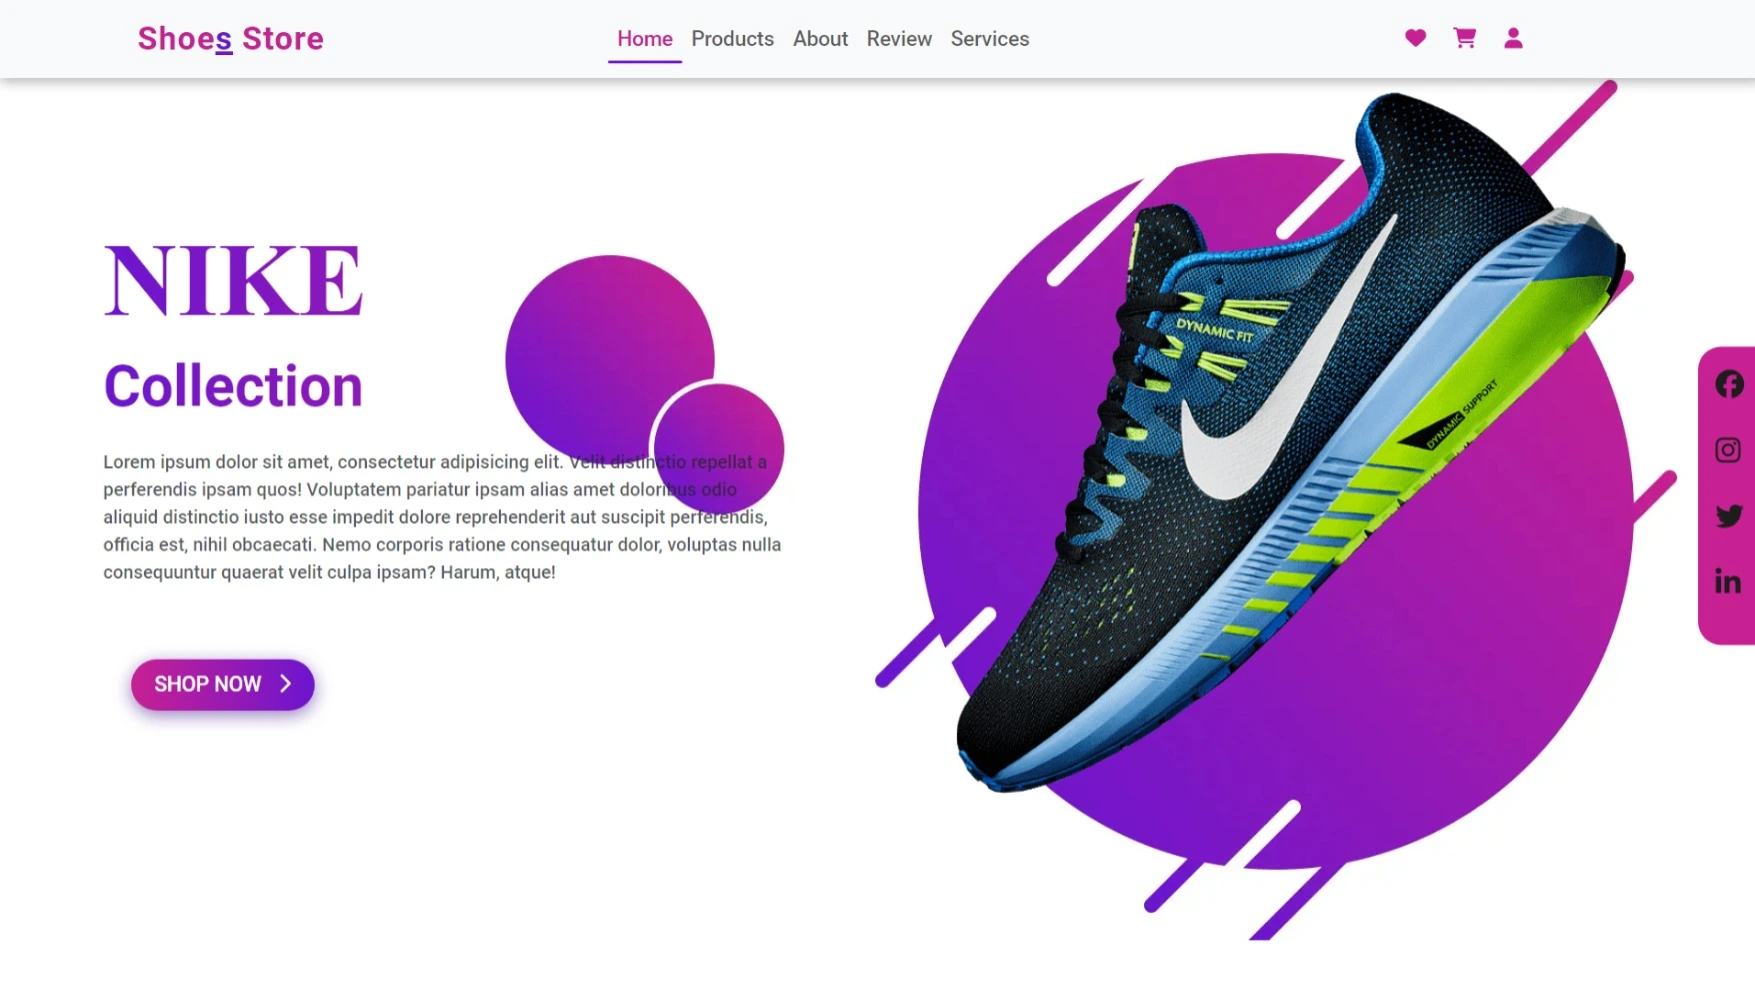 Shoes Store
Home Products About Review Services
NIKE
Collection
Lorem ipsum dolor sit amet, consectetur adipisicing elit. Velit distinctio repellat a
perferendis ipsam quos! Voluptatem pariatur ipsam alias amet doloribus odio
aliquid distinctio iusto esse impedit dolore reprehenderit aut suscipit perferendis,
officia est, nihil obcaecati. Nemo corporis ratione consequatur dolor, voluptas nulla
consequuntur quaerat velit culpa ipsam? Harum, atque!
SHOP NOW
DYNAMIC FIT
DYNAMIC SUPPORT
in